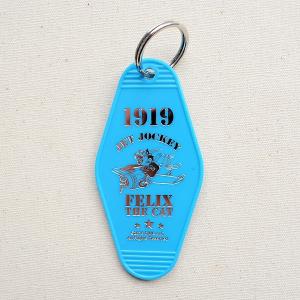 1919
JET JOCKEY
FELIX
THE CAT